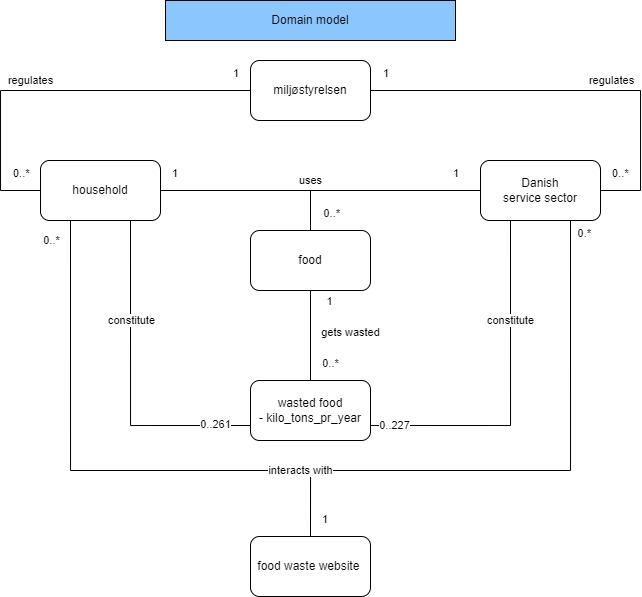 Domain model
1
1
regulates
regulates
miljøstyrelsen
0..*
1
1
0..*
uses
household
Danish
service sector
0..*
0..*
0.*
food
1
constitute
constitute
gets wasted
0..*
wasted food
- kilo_tons_pr_year
0..261
0..227
interacts with
1
food waste website